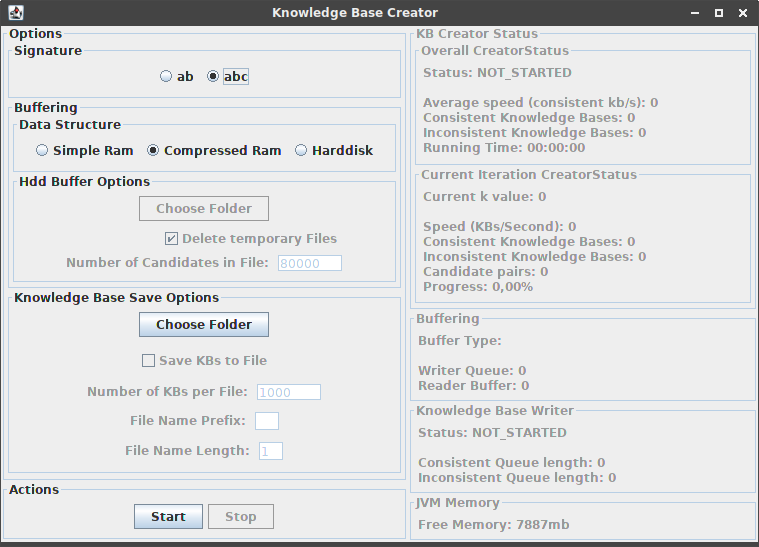 Knowledge Base Creator
Options
Signature
ab abc
Buffering
Data Structure
Simple Ram Compressed Ram Harddisk
Hdd Buffer Options
Choose Folder
Delete temporary Files
Number of Candidates in File: 80000
Knowledge Base Save Options
Choose Folder
Save KBs to File
Number of KBs per File: 1000
File Name Prefix:
File Name Length: 1
Actions
Start Stop
KB Creator Status
Overall CreatorStatus
Status: NOT_STARTED
Average speed (consistent kb/s): 0
Consistent Knowledge Bases: 0
Inconsistent Knowledge Bases: 0
Running Time: 00:00:00
Current Iteration CreatorStatus
Current k value: 0
Speed (KBs/Second): 0
Consistent Knowledge Bases: 0
Inconsistent Knowledge Bases: 0
Candidate pairs: 0
Progress: 0,00%
Buffering
Buffer Type:
Writer Queue: 0
Reader Buffer: 0
Knowledge Base Writer
Status: NOT_STARTED
Consistent Queue length: 0
Inconsistent Queue length: 0
JVM Memory
Free Memory: 7887mb